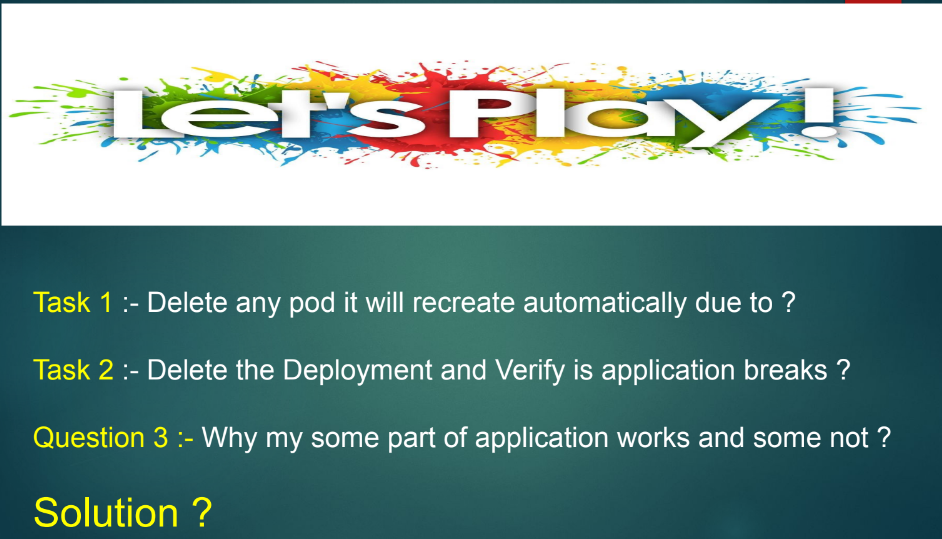 Let's Play !
Task 1 :- Delete any pod it will recreate automatically due to ?
Task 2 :- Delete the Deployment and Verify is application breaks ?
Question 3 :- Why my some part of application works and some not ?
Solution ?